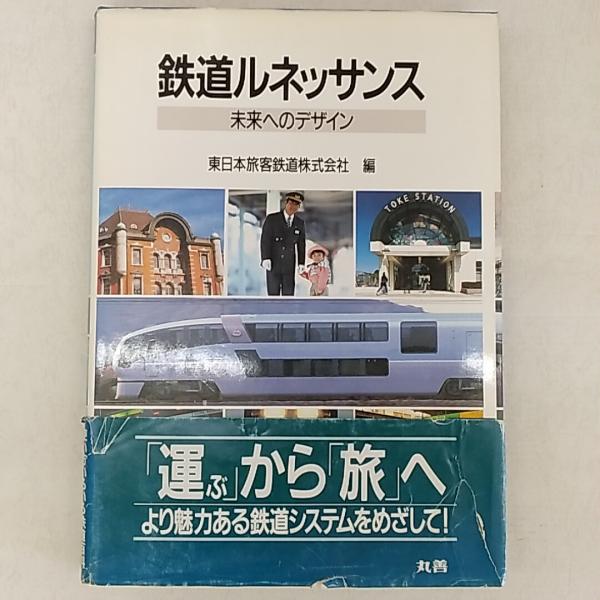 鉄道ルネッサンス
未来へのデザイン
東日本旅客鉄道株式会社 編
TOKE STATION
「運ぶ」から「旅」へ
より魅力ある鉄道システムをめざして!
丸善